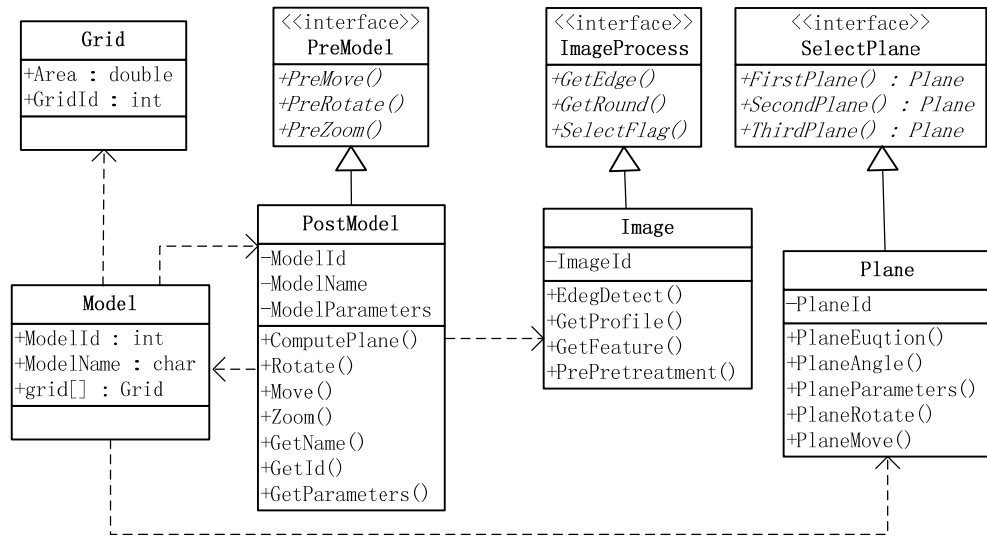 Grid
+Area : double
+GridId : int
<<interface>>
PreModel
+PreMove()
+PreRotate()
+PreZoom()
<<interface>>
ImageProcess
+GetEdge()
+GetRound()
+SelectFlag()
<<interface>>
SelectPlane
+FirstPlane() : Plane
+SecondPlane() : Plane
+ThirdPlane() : Plane
Model
+ModelId : int
+ModelName : char
+grid[] : Grid
PostModel
-ModelId
-ModelName
-ModelParameters
+ComputePlane()
+Rotate()
+Move()
+Zoom()
+GetName()
+GetId()
+GetParameters()
Image
-ImageId
+EdegDetect()
+GetProfile()
+GetFeature()
+PrePretreatment()
Plane
-PlaneId
+PlaneEuqtion()
+PlaneAngle()
+PlaneParameters()
+PlaneRotate()
+PlaneMove()